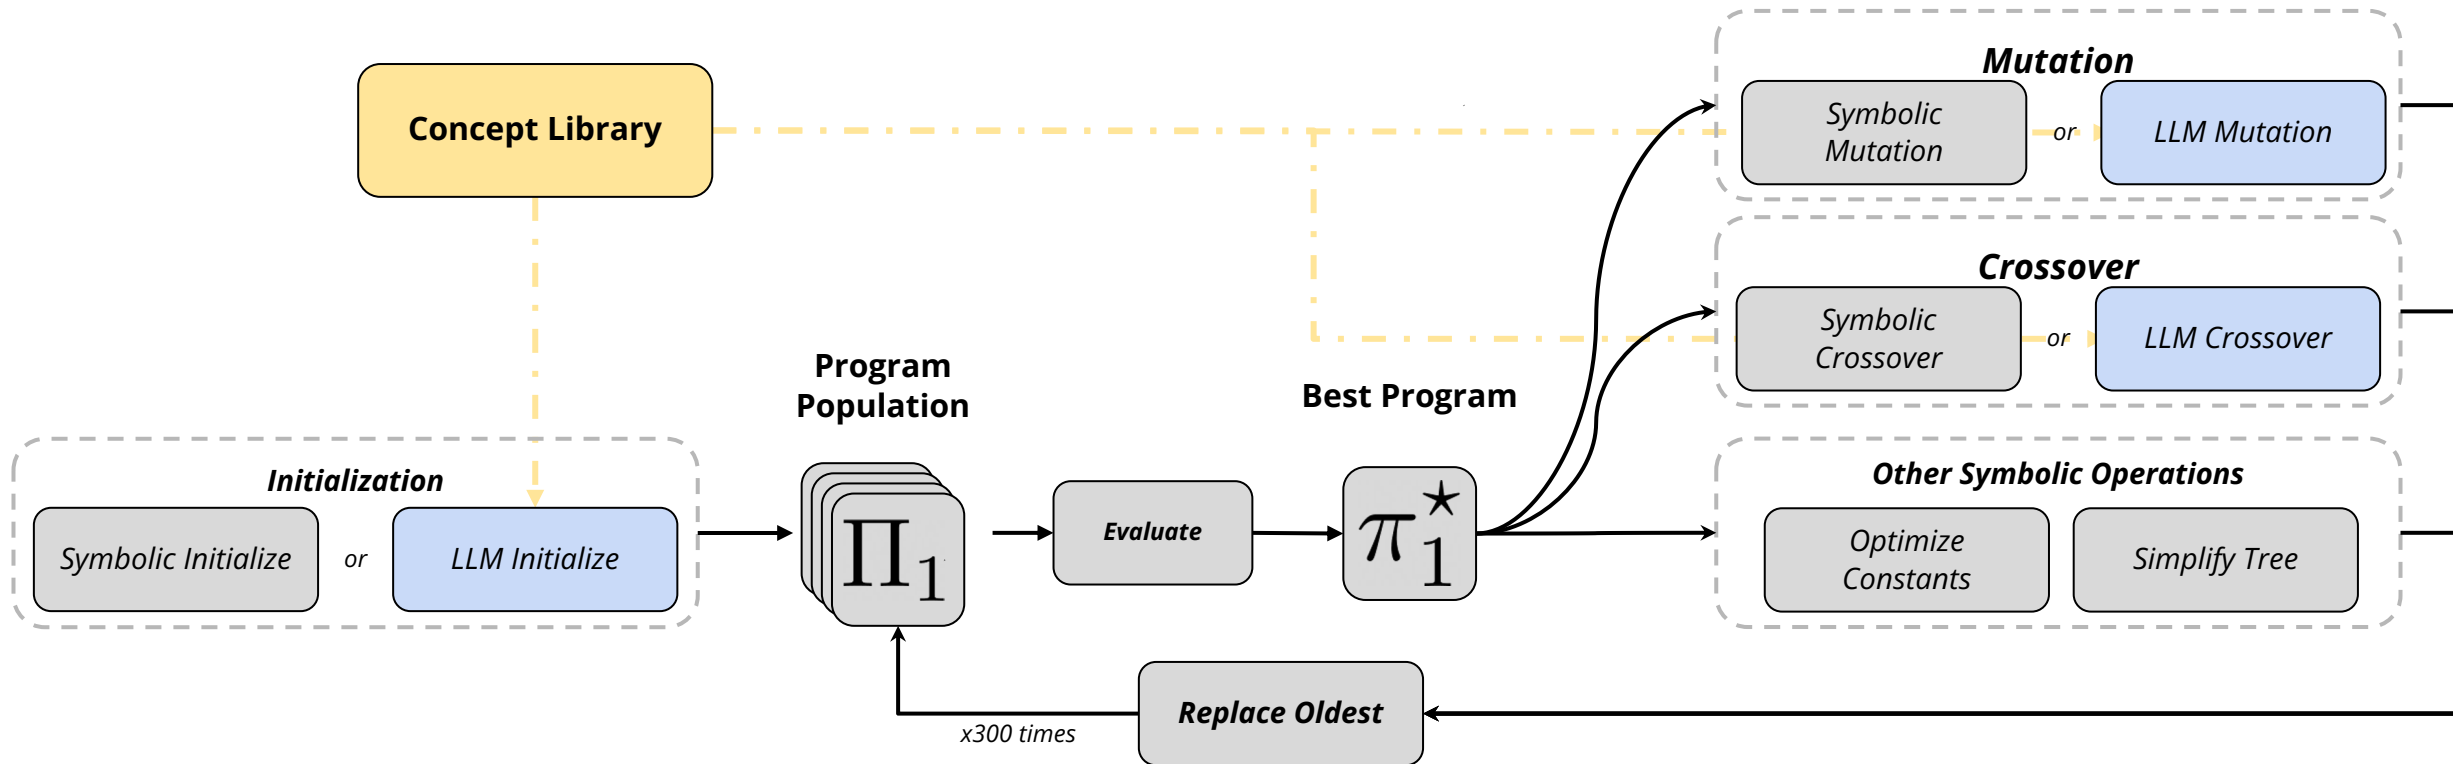 Mutation
Concept Library
Symbolic
Mutation
or
LLM Mutation
Crossover
Symbolic
Crossover
or
LLM Crossover
Program
Population
Best Program
Initialization
Symbolic Initialize
or
LLM Initialize
Π₁
Evaluate
π₁★
Other Symbolic Operations
Optimize
Constants
Simplify Tree
Replace Oldest
x300 times